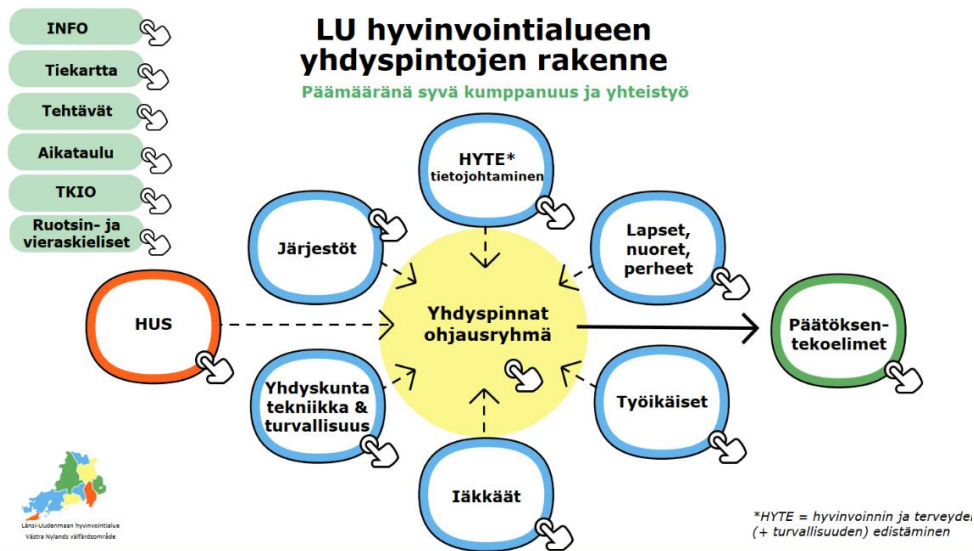 INFO
Tiekartta
Tehtävät
Aikataulu
TKIO
Ruotsin- ja
vieraskieliset
LU hyvinvointialueen
yhdyspintojen rakenne
Päämääränä syvä kumppanuus ja yhteistyö
HYTE*
tietojohtaminen
Järjestöt
Lapset,
nuoret,
perheet
HUS
Yhdyspinnat
ohjausryhmä
Päätöksen-
tekoelimet
Yhdyskunta
tekniikka &
turvallisuus
Työikäiset
Iäkkäät
Länsi-Uudenmaan hyvinvointialue
Västra Nylands välfärdsområde
*HYTE = hyvinvoinnin ja terveyden
(+ turvallisuuden) edistäminen